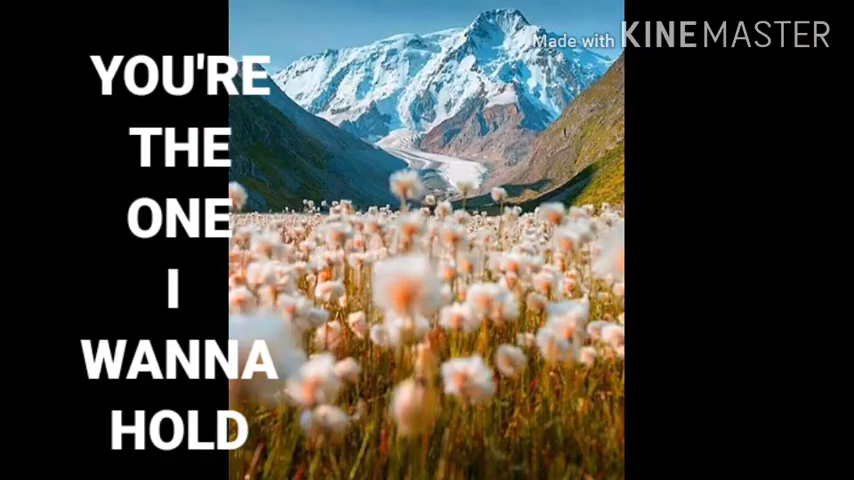 Made with KINEMASTER
YOU'RE
THE
ONE
I
WANNA
HOLD